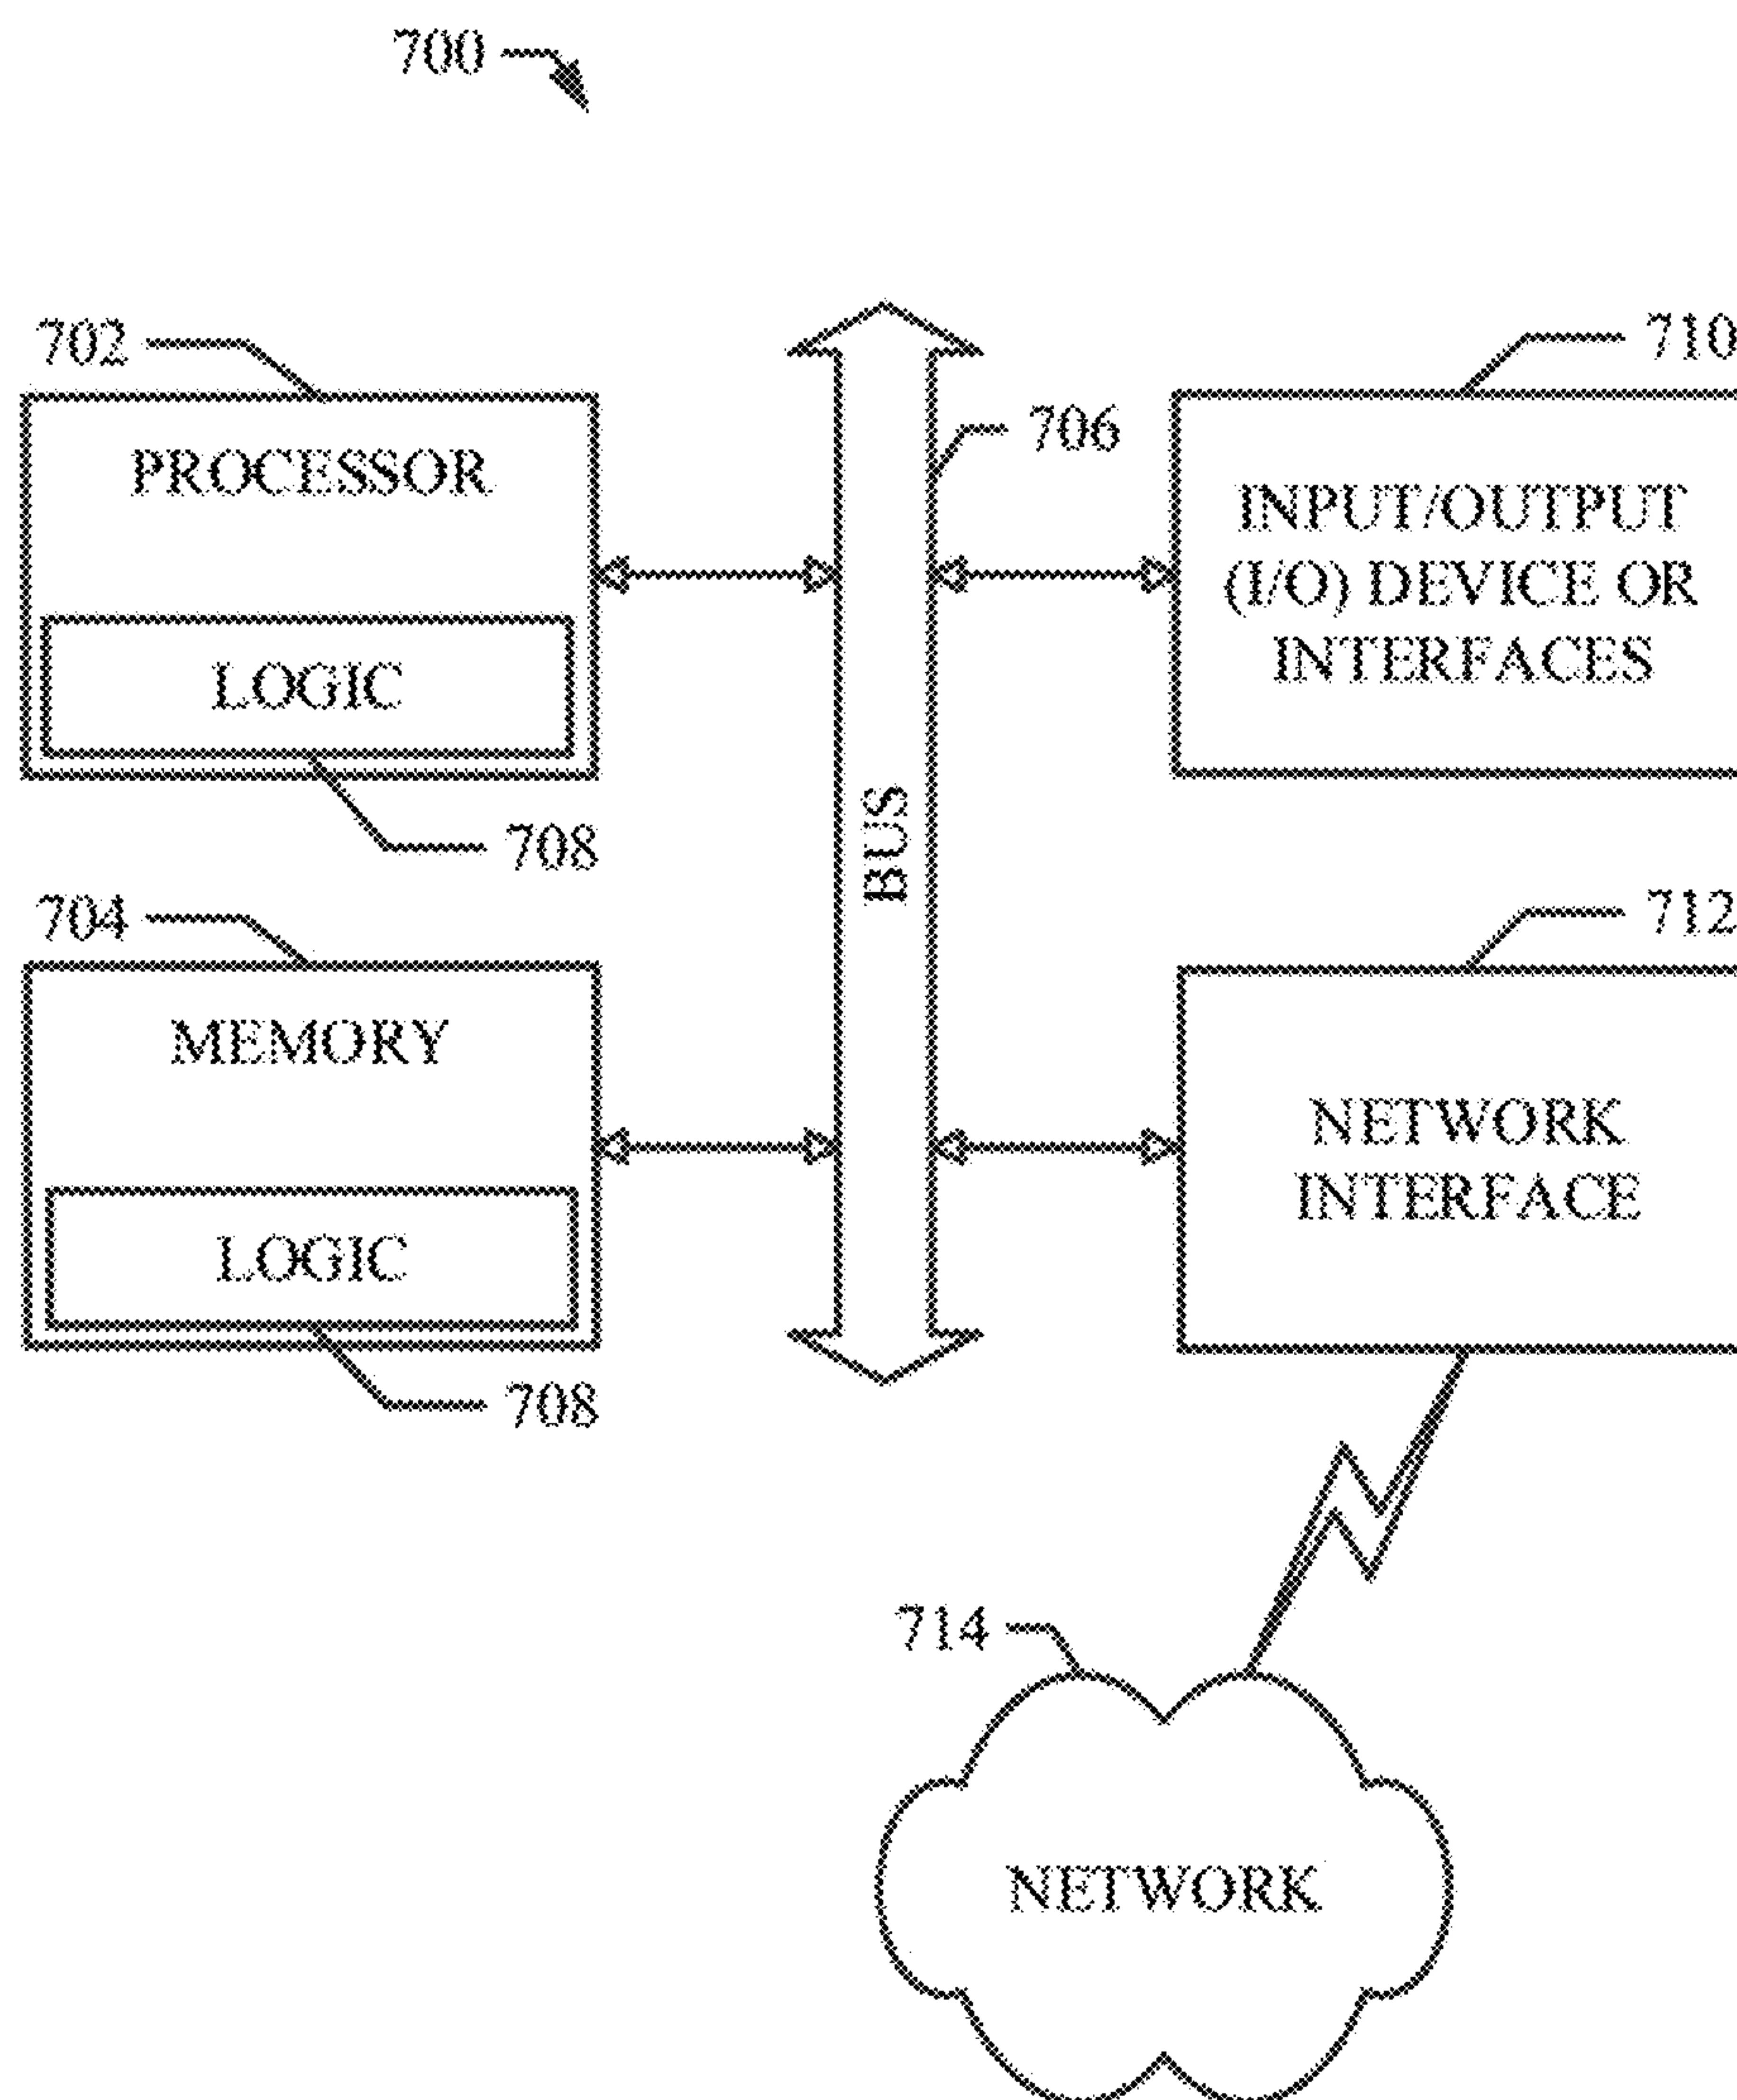 700
702
PROCESSOR
LOGIC
708
704
MEMORY
LOGIC
708
BUS
706
710
INPUT/OUTPUT
(I/O) DEVICE OR
INTERFACES
712
NETWORK
INTERFACE
714
NETWORK